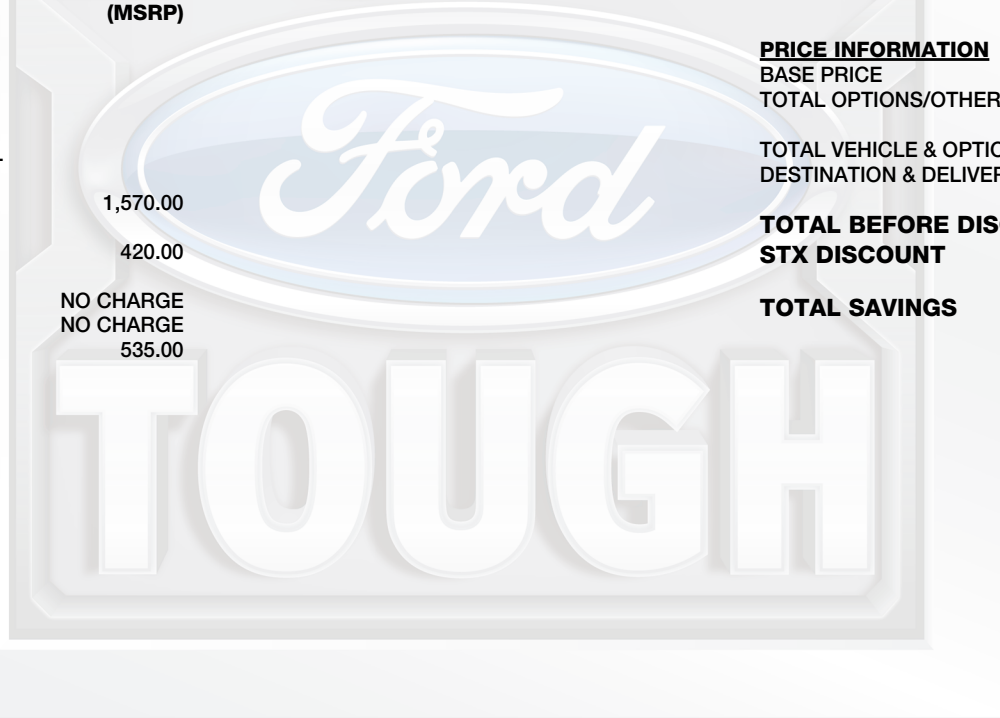 (MSRP)
1,570.00
420.00
NO CHARGE
NO CHARGE
535.00
PRICE INFORMATION
BASE PRICE
TOTAL OPTIONS/OTHER
TOTAL VEHICLE & OPTIO
DESTINATION & DELIVER
TOTAL BEFORE DISC
STX DISCOUNT
TOTAL SAVINGS
Ford
TOUGH